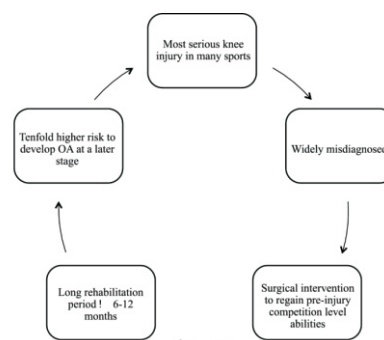 Most serious knee
injury in many sports
Widely misdiagnosed
Surgical intervention
to regain pre-injury
competition level
abilities
Long rehabilitation
period ! 6-12
months
Tenfold higher risk to
develop OA at a later
stage